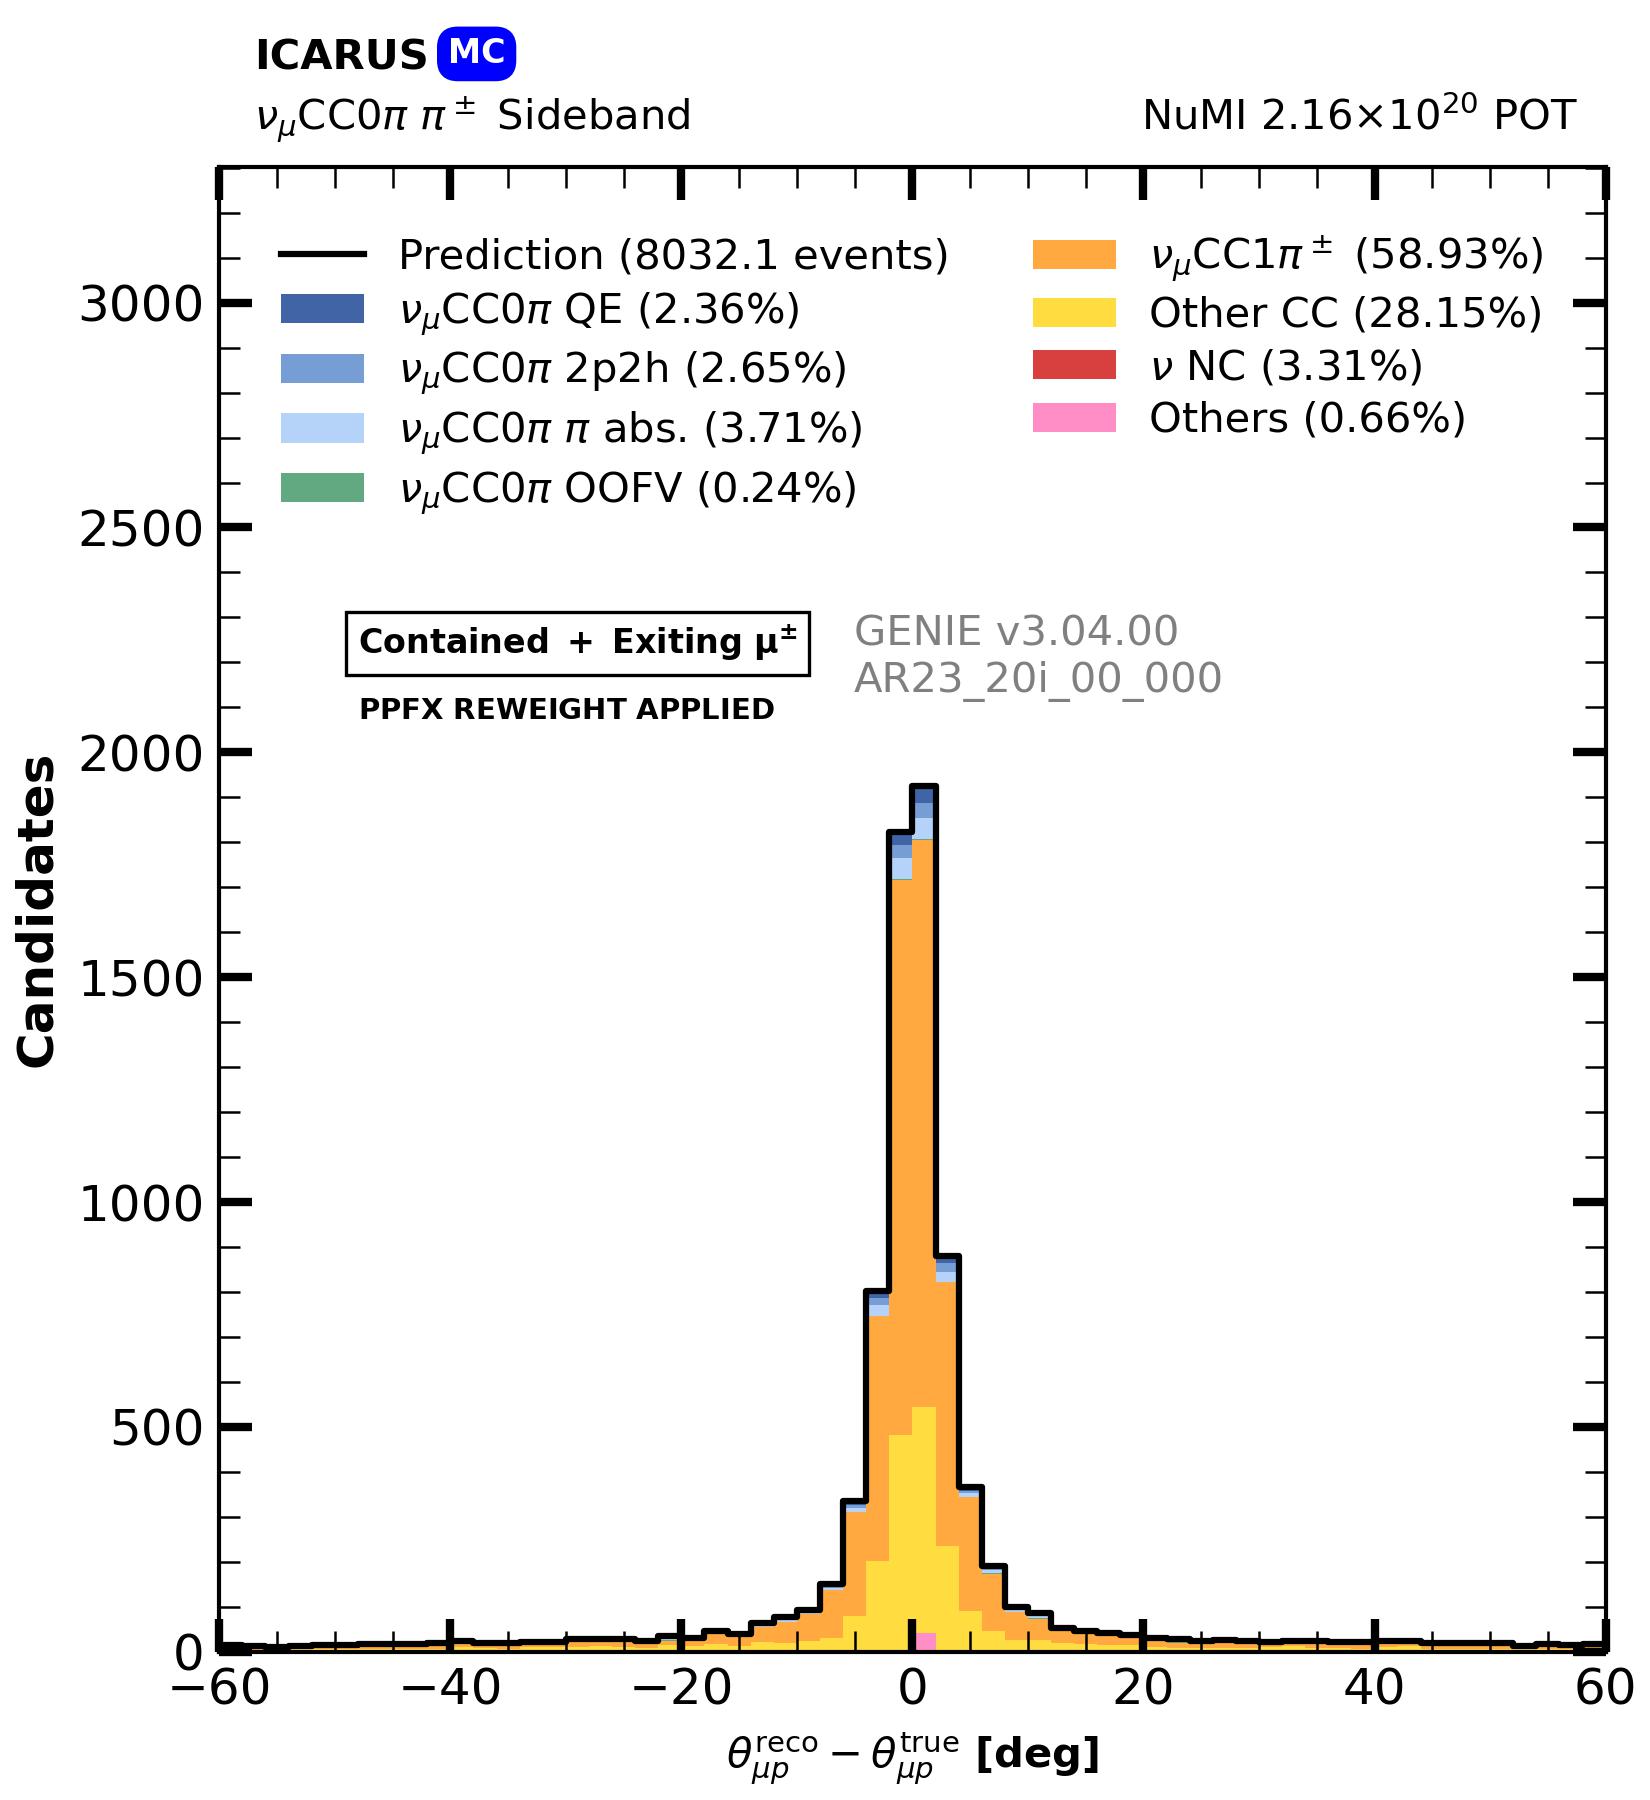 ICARUS MC
νμCC0π π± Sideband
NuMI 2.16×10²⁰ POT
Prediction (8032.1 events)
νμCC0π QE (2.36%)
νμCC0π 2p2h (2.65%)
νμCC0π π abs. (3.71%)
νμCC0π OOFV (0.24%)
νμCC1π± (58.93%)
Other CC (28.15%)
ν NC (3.31%)
Others (0.66%)
Contained + Exiting μ±
PPFX REWEIGHT APPLIED
GENIE v3.04.00
AR23_20i_00_000
Candidates
3000
2500
2000
1500
1000
500
0
−60 −40 −20 0 20 40 60
θμp^reco − θμp^true [deg]